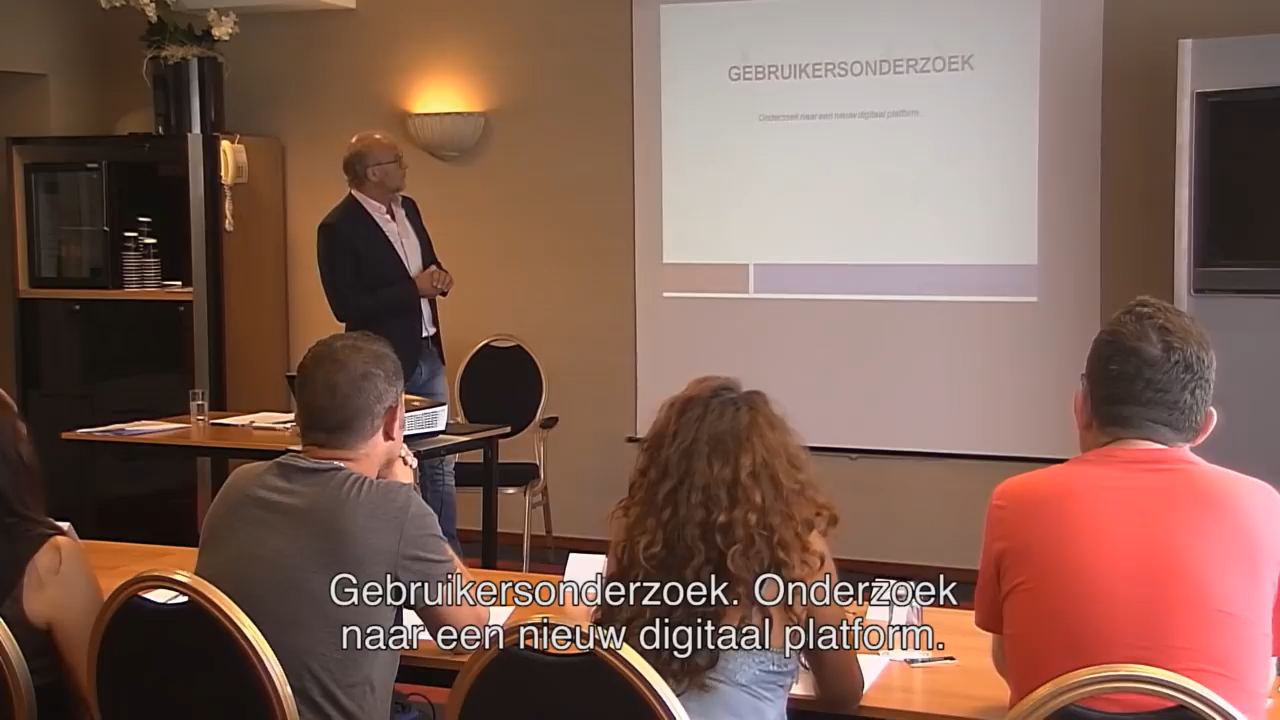 GEBRUIKERSONDERZOEK
Onderzoek naar een nieuw digitaal platform
Gebruikersonderzoek. Onderzoek
naar een nieuw digitaal platform.